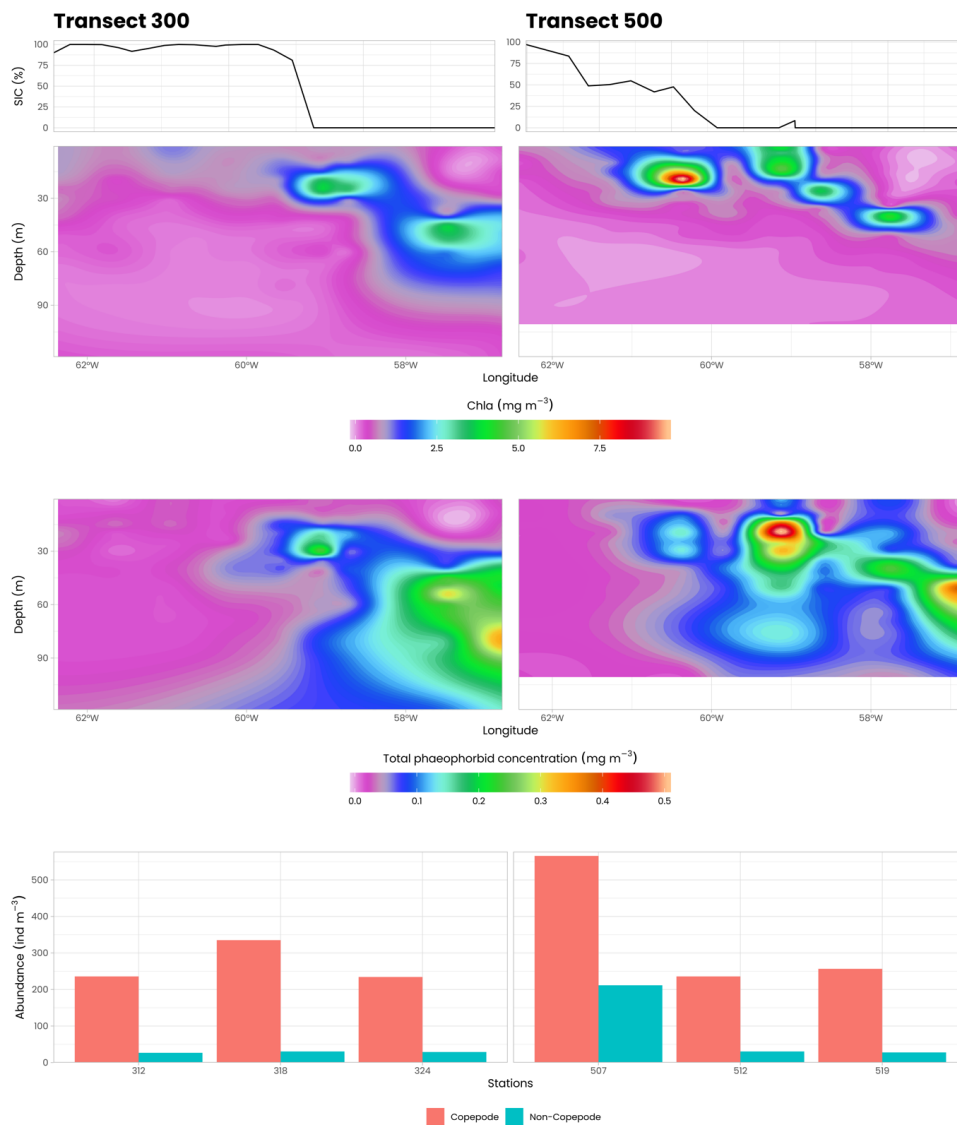 Transect 300 Transect 500
SIC (%)
100
75
50
25
0
100
75
50
25
0
Depth (m)
30
60
90
62°W 60°W 58°W 62°W 60°W 58°W
Longitude
Chla (mg m⁻³)
0.0 2.5 5.0 7.5
Depth (m)
30
60
90
62°W 60°W 58°W 62°W 60°W 58°W
Longitude
Total phaeophorbid concentration (mg m⁻³)
0.0 0.1 0.2 0.3 0.4 0.5
Abundance (ind m⁻³)
500
400
300
200
100
0
312 318 324 507 512 519
Stations
Copepode Non-Copepode